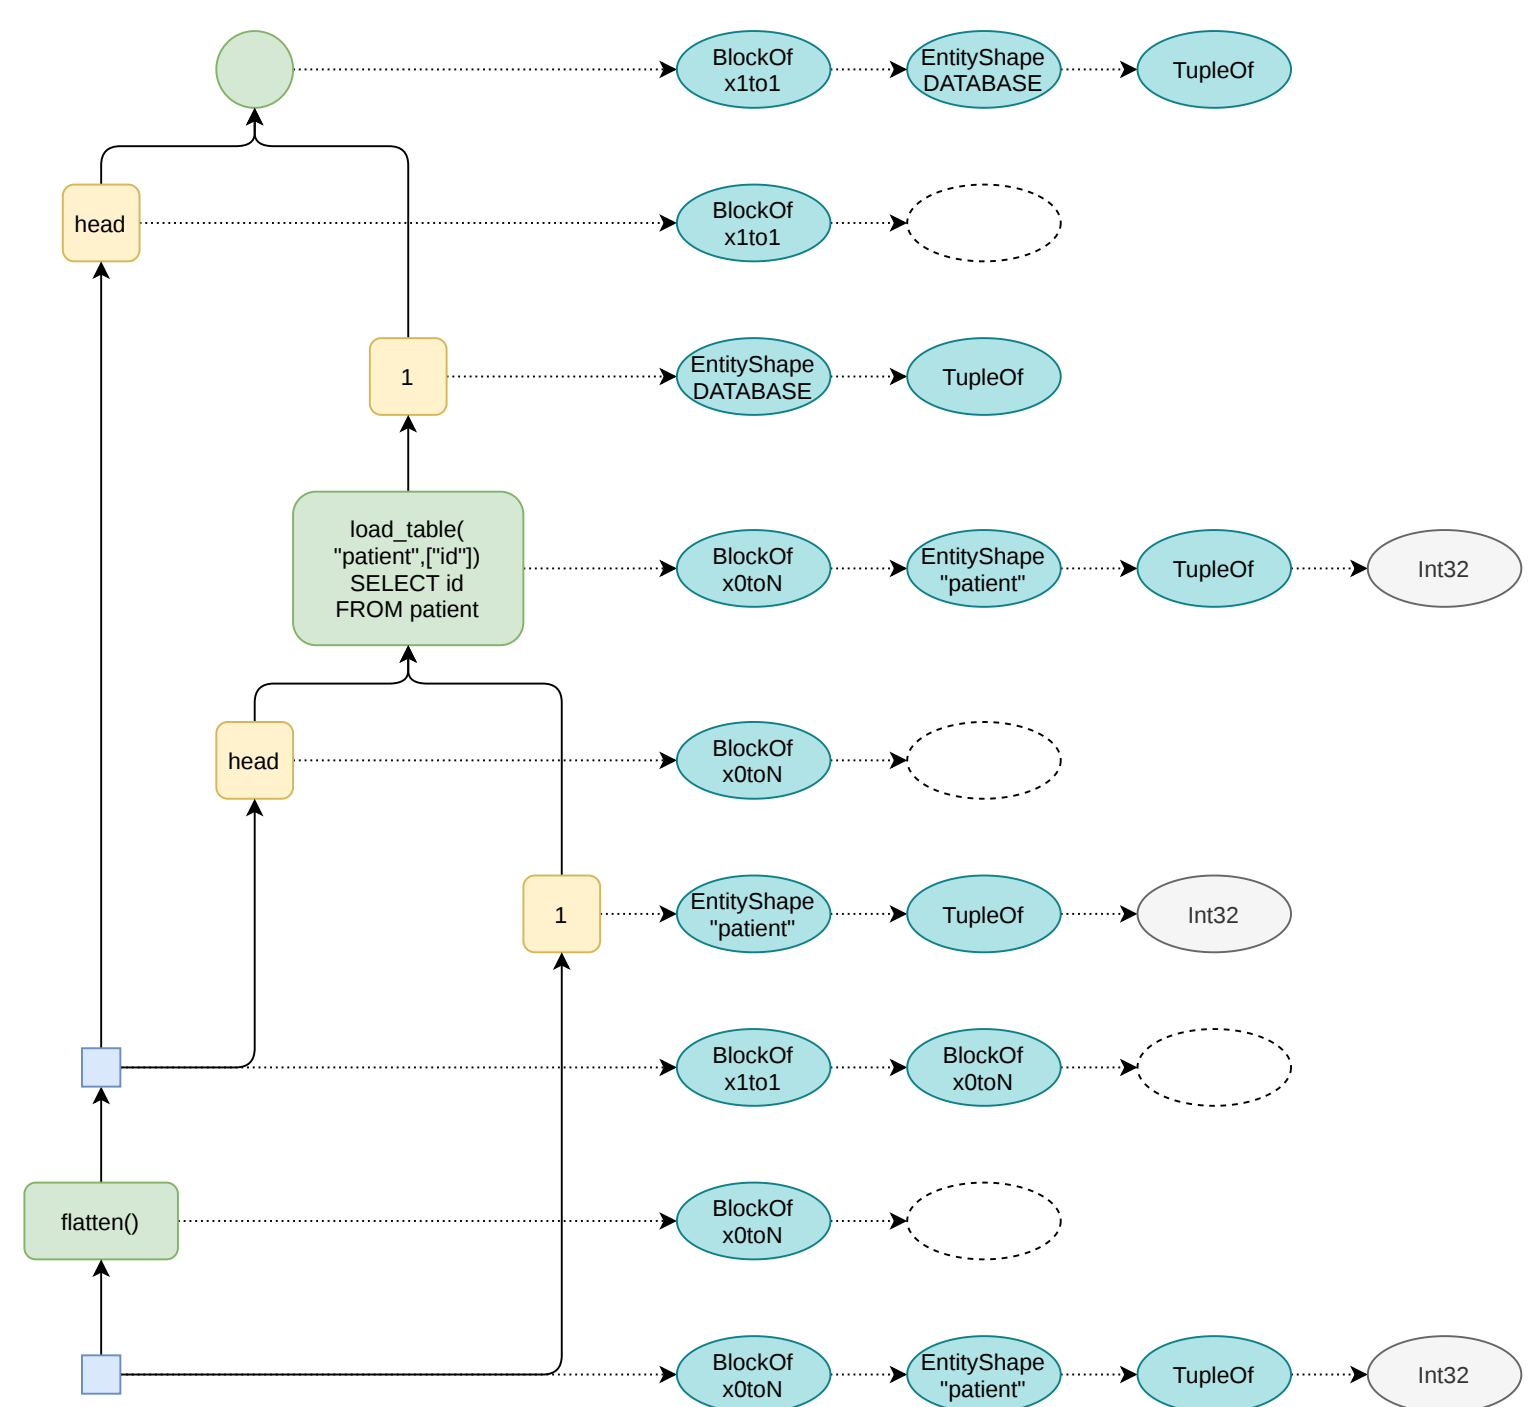 BlockOf
x1to1
EntityShape
DATABASE
TupleOf
head
BlockOf
x1to1
1
EntityShape
DATABASE
TupleOf
load_table(
"patient",["id"])
SELECT id
FROM patient
BlockOf
x0toN
EntityShape
"patient"
TupleOf
Int32
head
BlockOf
x0toN
1
EntityShape
"patient"
TupleOf
Int32
BlockOf
x1to1
BlockOf
x0toN
flatten()
BlockOf
x0toN
BlockOf
x0toN
EntityShape
"patient"
TupleOf
Int32